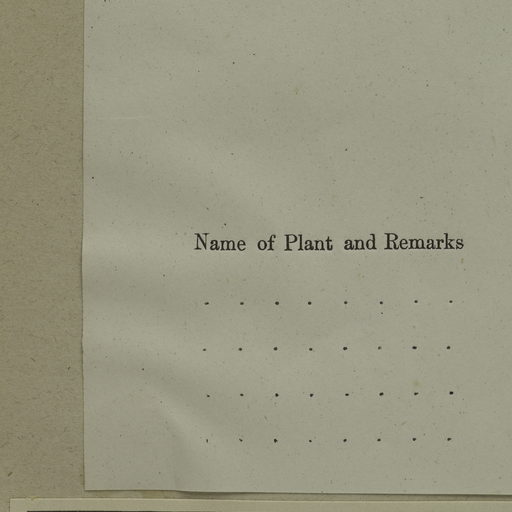 Name of Plant and Remarks
. . . . . . . .
. . . . . . . .
. . . . . . . .
. . . . . . . .